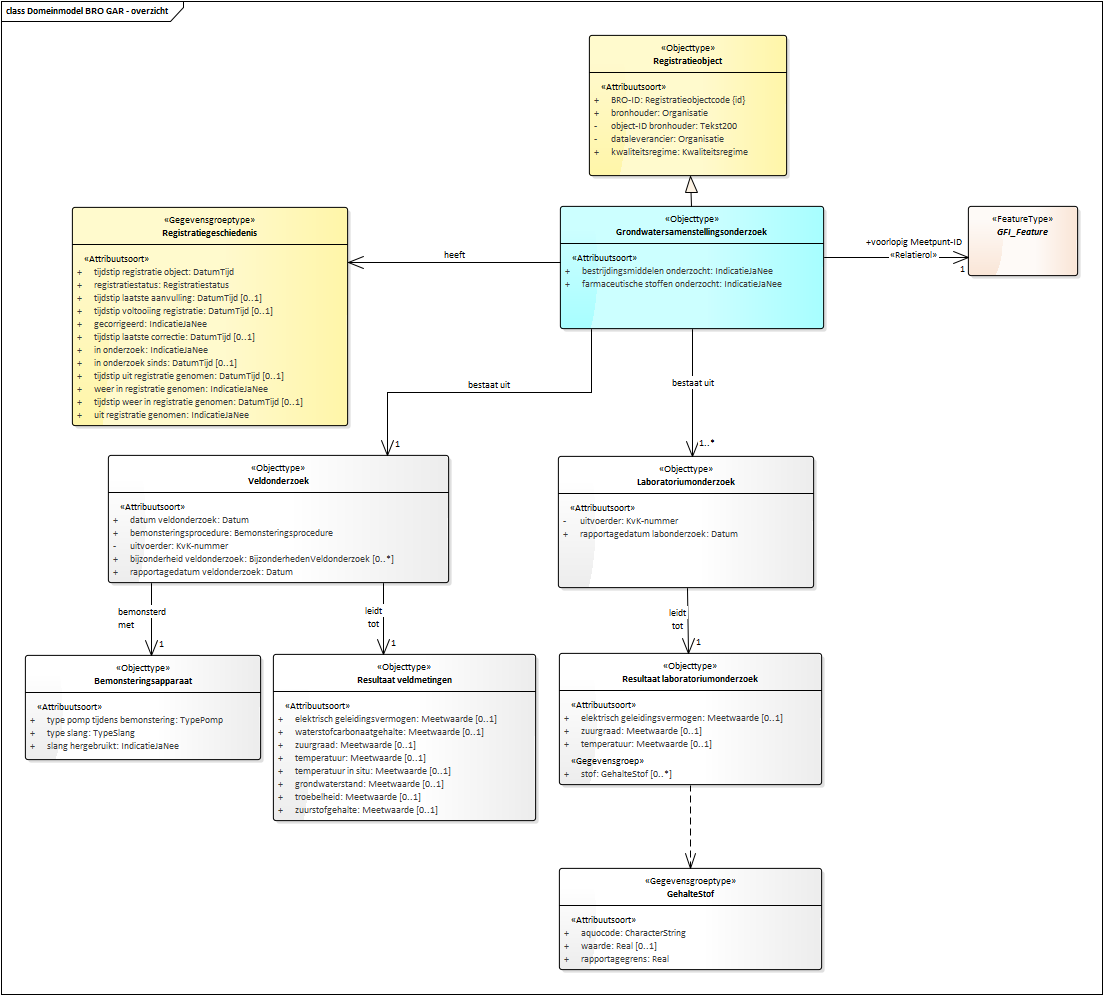 class Domeinmodel BRO GAR - overzicht
«Objecttype»
Registratieobject
«Attribuutsoort»
+ BRO-ID: Registratieobjectcode {id}
+ bronhouder: Organisatie
- object-ID bronhouder: Tekst200
- dataleverancier: Organisatie
+ kwaliteitsregime: Kwaliteitsregime
«Gegevensgroeptype»
Registratiegeschiedenis
«Attribuutsoort»
+ tijdstip registratie object: DatumTijd
+ registratiestatus: Registratiestatus
+ tijdstip laatste aanvulling: DatumTijd [0..1]
+ tijdstip voltooiing registratie: DatumTijd [0..1]
+ gecorrigeerd: IndicatieJaNee
+ tijdstip laatste correctie: DatumTijd [0..1]
+ in onderzoek: IndicatieJaNee
+ in onderzoek sinds: DatumTijd [0..1]
+ tijdstip uit registratie genomen: DatumTijd [0..1]
+ weer in registratie genomen: IndicatieJaNee
+ tijdstip weer in registratie genomen: DatumTijd [0..1]
+ uit registratie genomen: IndicatieJaNee
heeft
«Objecttype»
Grondwatersamenstellingsonderzoek
«Attribuutsoort»
+ bestrijdingsmiddelen onderzocht: IndicatieJaNee
+ farmaceutische stoffen onderzocht: IndicatieJaNee
+voorlopig Meetpunt-ID
«Relatierol»
1
«FeatureType»
GFI_Feature
bestaat uit
1
bestaat uit
1..*
«Objecttype»
Veldonderzoek
«Attribuutsoort»
+ datum veldonderzoek: Datum
+ bemonsteringsprocedure: Bemonsteringsprocedure
- uitvoerder: KvK-nummer
+ bijzonderheid veldonderzoek: BijzonderhedenVeldonderzoek [0..*]
+ rapportagedatum veldonderzoek: Datum
«Objecttype»
Laboratoriumonderzoek
«Attribuutsoort»
- uitvoerder: KvK-nummer
+ rapportagedatum labonderzoek: Datum
bemonsterd
met
1
leidt
tot
1
leidt
tot
1
«Objecttype»
Bemonsteringsapparaat
«Attribuutsoort»
+ type pomp tijdens bemonstering: TypePomp
+ type slang: TypeSlang
+ slang hergebruikt: IndicatieJaNee
«Objecttype»
Resultaat veldmetingen
«Attribuutsoort»
+ elektrisch geleidingsvermogen: Meetwaarde [0..1]
+ waterstofcarbonaatgehalte: Meetwaarde [0..1]
+ zuurgraad: Meetwaarde [0..1]
+ temperatuur: Meetwaarde [0..1]
+ temperatuur in situ: Meetwaarde [0..1]
+ grondwaterstand: Meetwaarde [0..1]
+ troebelheid: Meetwaarde [0..1]
+ zuurstofgehalte: Meetwaarde [0..1]
«Objecttype»
Resultaat laboratoriumonderzoek
«Attribuutsoort»
+ elektrisch geleidingsvermogen: Meetwaarde [0..1]
+ zuurgraad: Meetwaarde [0..1]
+ temperatuur: Meetwaarde [0..1]
«Gegevensgroep»
+ stof: GehalteStof [0..*]
«Gegevensgroeptype»
GehalteStof
«Attribuutsoort»
+ aquocode: CharacterString
+ waarde: Real [0..1]
+ rapportagegrens: Real